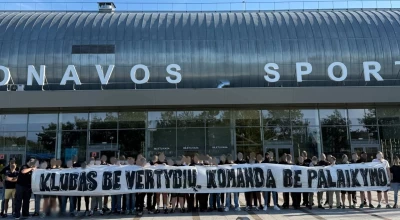 ONAVOS SPORT
KLUBAS BE VERTYBIŲ, KOMANDA BE PALAIKYMO